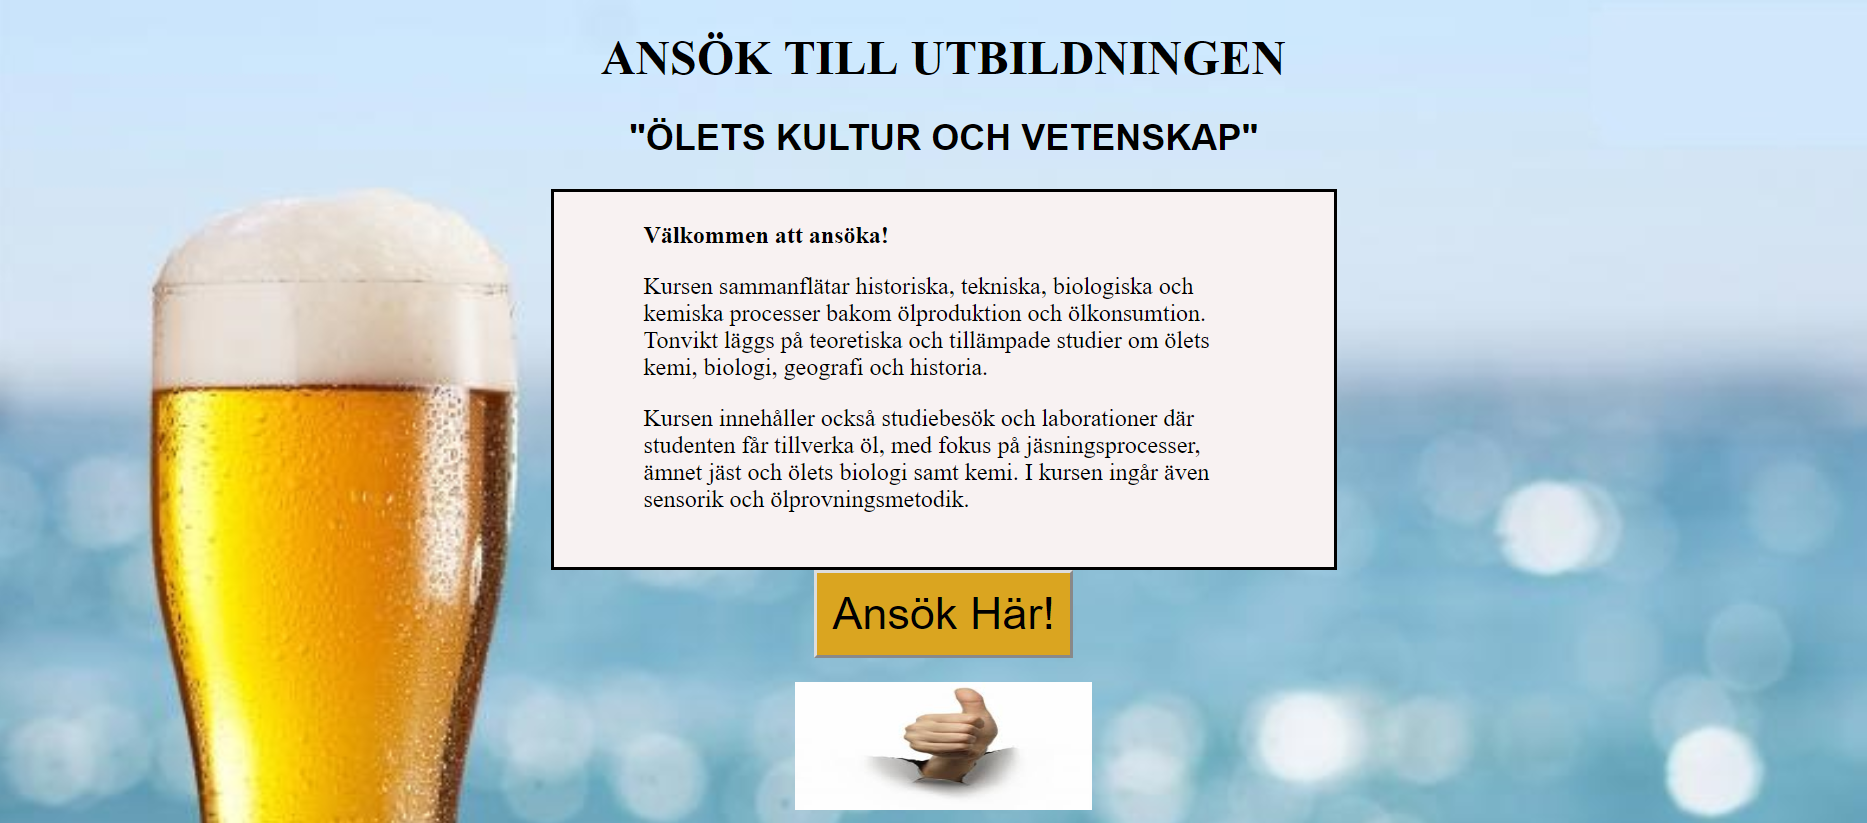 ANSÖK TILL UTBILDNINGEN
"ÖLETS KULTUR OCH VETENSKAP"
Välkommen att ansöka!
Kursen sammanflätar historiska, tekniska, biologiska och
kemiska processer bakom ölproduktion och ölkonsumtion.
Tonvikt läggs på teoretiska och tillämpade studier om ölets
kemi, biologi, geografi och historia.
Kursen innehåller också studiebesök och laborationer där
studenten får tillverka öl, med fokus på jäsningsprocesser,
ämnet jäst och ölets biologi samt kemi. I kursen ingår även
sensorik och ölprovningsmetodik.
Ansök Här!